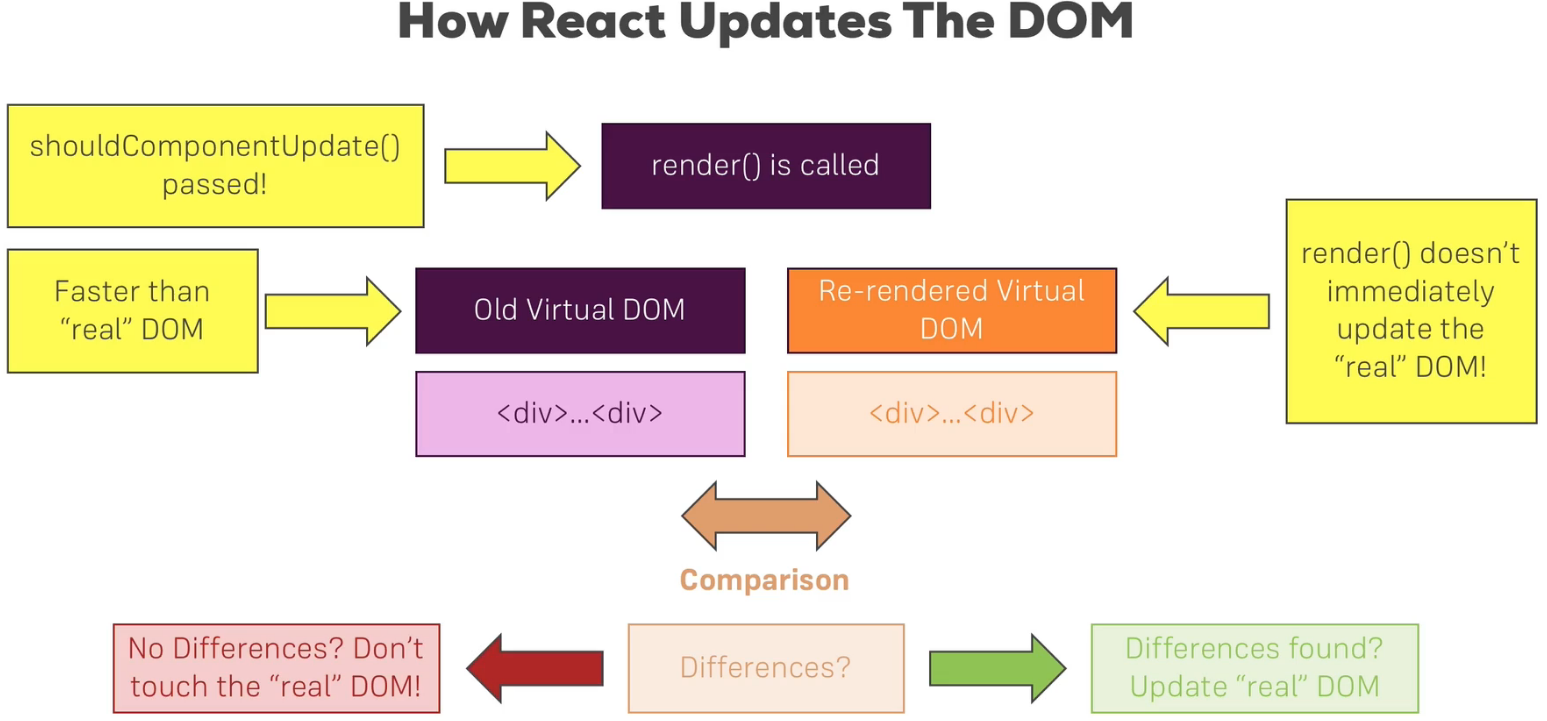 How React Updates The DOM
shouldComponentUpdate()
passed!
render() is called
Faster than
“real” DOM
Old Virtual DOM
Re-rendered Virtual
DOM
render() doesn’t
immediately
update the
“real” DOM!
<div>...<div>
<div>...<div>
Comparison
No Differences? Don’t
touch the “real” DOM!
Differences?
Differences found?
Update “real” DOM